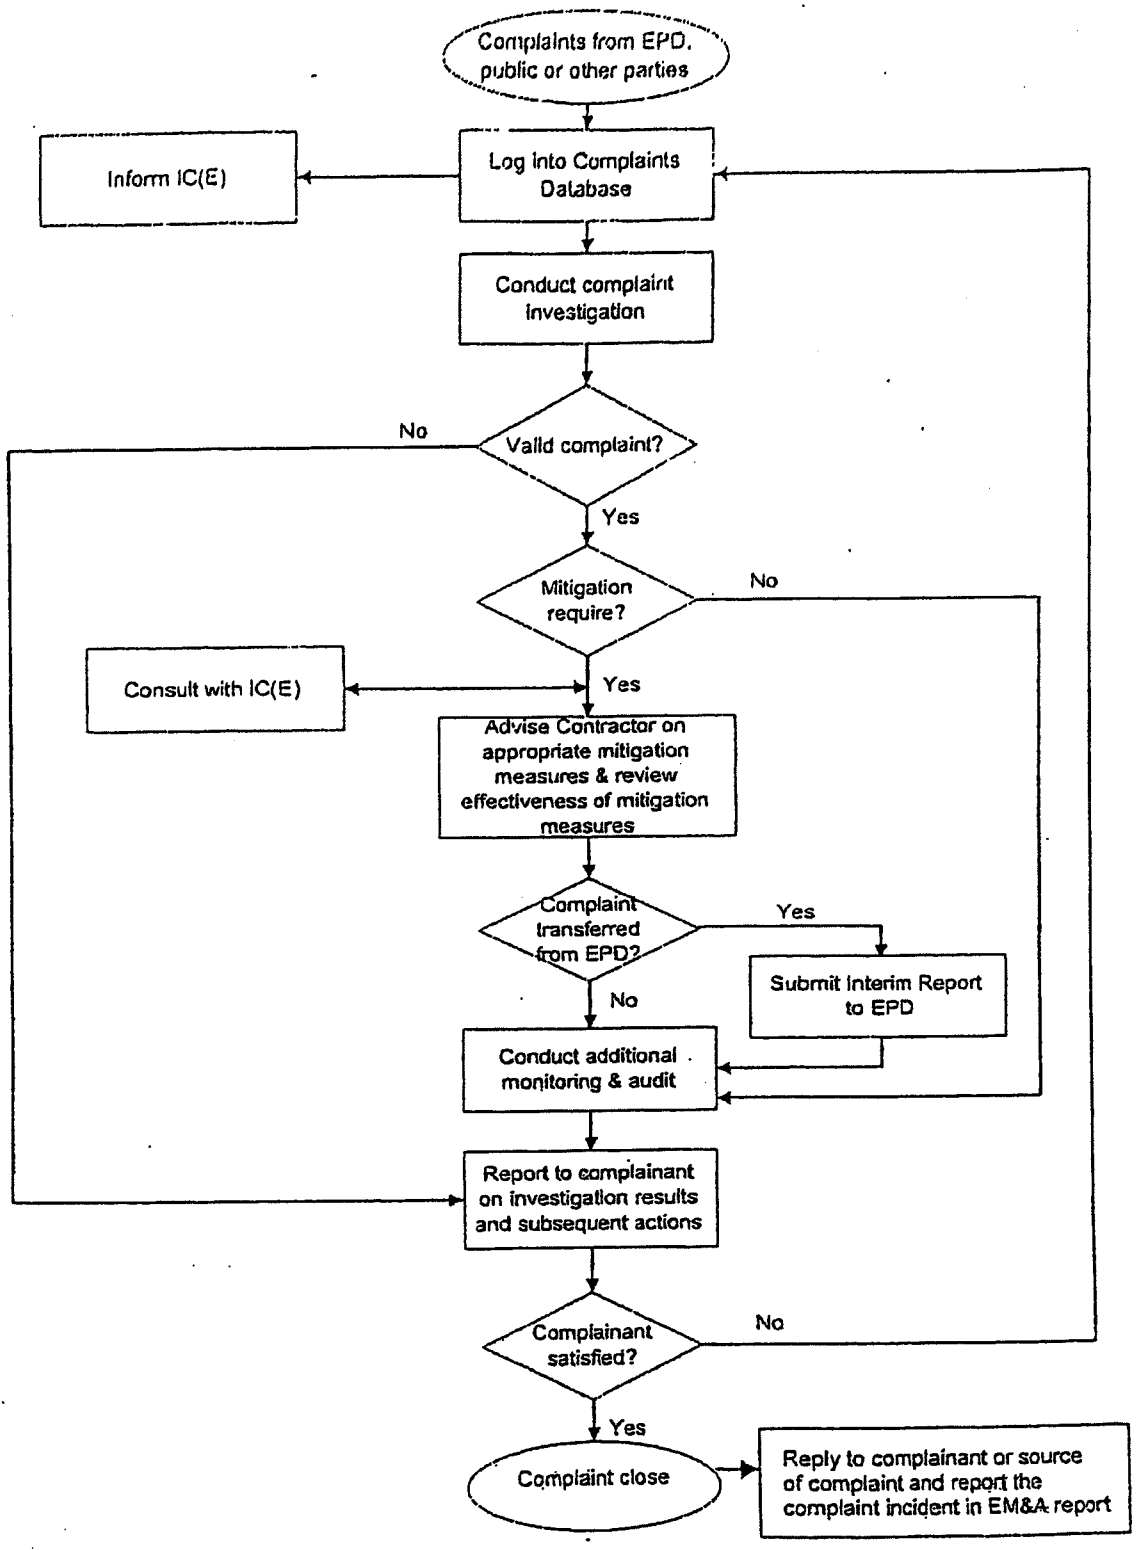 Complaints from EPD,
public or other parties
Log into Complaints
Database
Inform IC(E)
Conduct complaint
Investigation
No
Valid complaint?
Yes
Mitigation
require?
No
Consult with IC(E)
Yes
Advise Contractor on
appropriate mitigation
measures & review
effectiveness of mitigation
measures
Complaint
transferred
from EPD?
Yes
Submit Interim Report
to EPD
No
Conduct additional
monitoring & audit
Report to complainant
on investigation results
and subsequent actions
Complainant
satisfied?
No
Yes
Complaint close
Reply to complainant or source
of complaint and report the
complaint incident in EM&A report